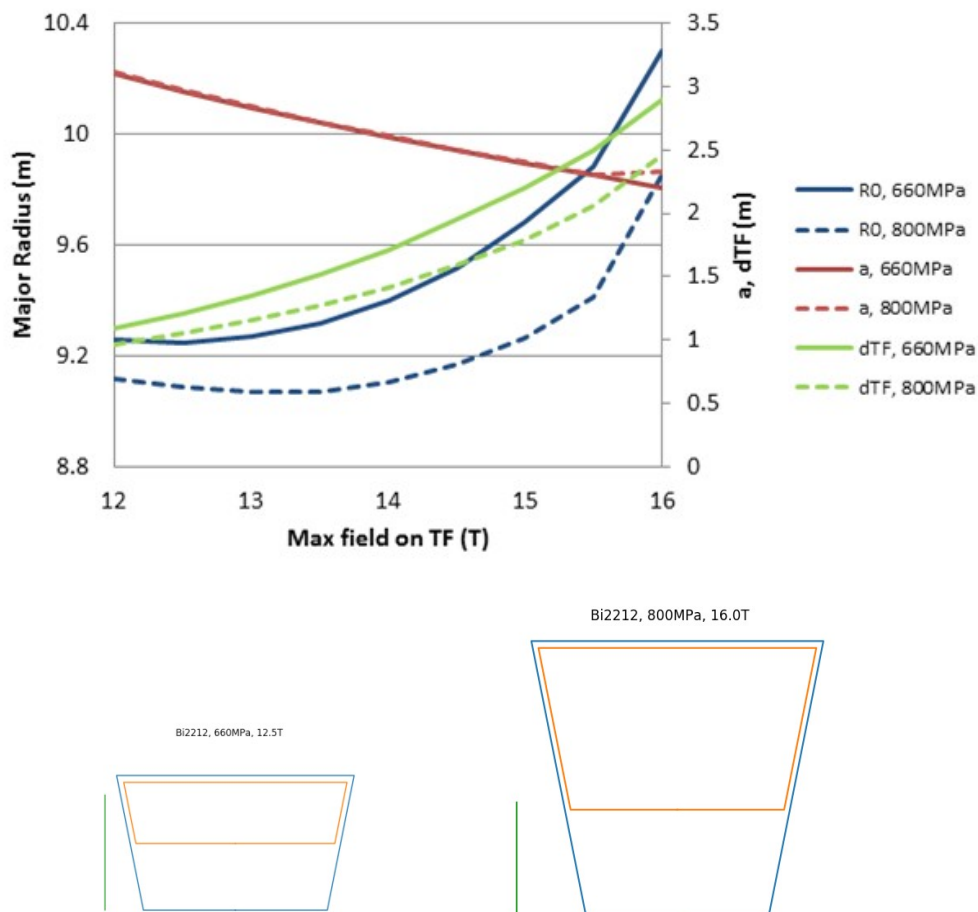 10.4
10
9.6
9.2
8.8
Major Radius (m)
3.5
3
2.5
2
1.5
1
0.5
0
a, dTF (m)
12 13 14 15 16
Max field on TF (T)
R0, 660MPa
R0, 800MPa
a, 660MPa
a, 800MPa
dTF, 660MPa
dTF, 800MPa
Bi2212, 800MPa, 16.0T
Bi2212, 660MPa, 12.5T